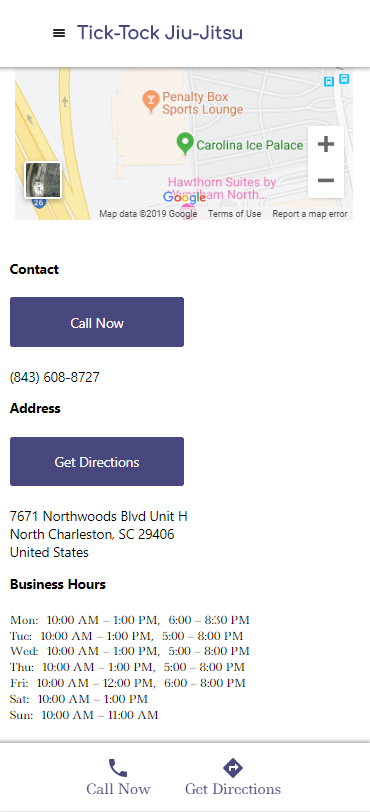 Tick-Tock Jiu-Jitsu
Penalty Box
Sports Lounge
Carolina Ice Palace
Hawthorn Suites by
Wyndham North...
Google
26
Map data ©2019 Google Terms of Use Report a map error
Contact
Call Now
(843) 608-8727
Address
Get Directions
7671 Northwoods Blvd Unit H
North Charleston, SC 29406
United States
Business Hours
Mon: 10:00 AM – 1:00 PM, 6:00 – 8:30 PM
Tue: 10:00 AM – 1:00 PM, 5:00 – 8:00 PM
Wed: 10:00 AM – 1:00 PM, 5:00 – 8:00 PM
Thu: 10:00 AM – 1:00 PM, 5:00 – 8:00 PM
Fri: 10:00 AM – 12:00 PM, 6:00 – 8:00 PM
Sat: 10:00 AM – 1:00 PM
Sun: 10:00 AM – 11:00 AM
Call Now
Get Directions